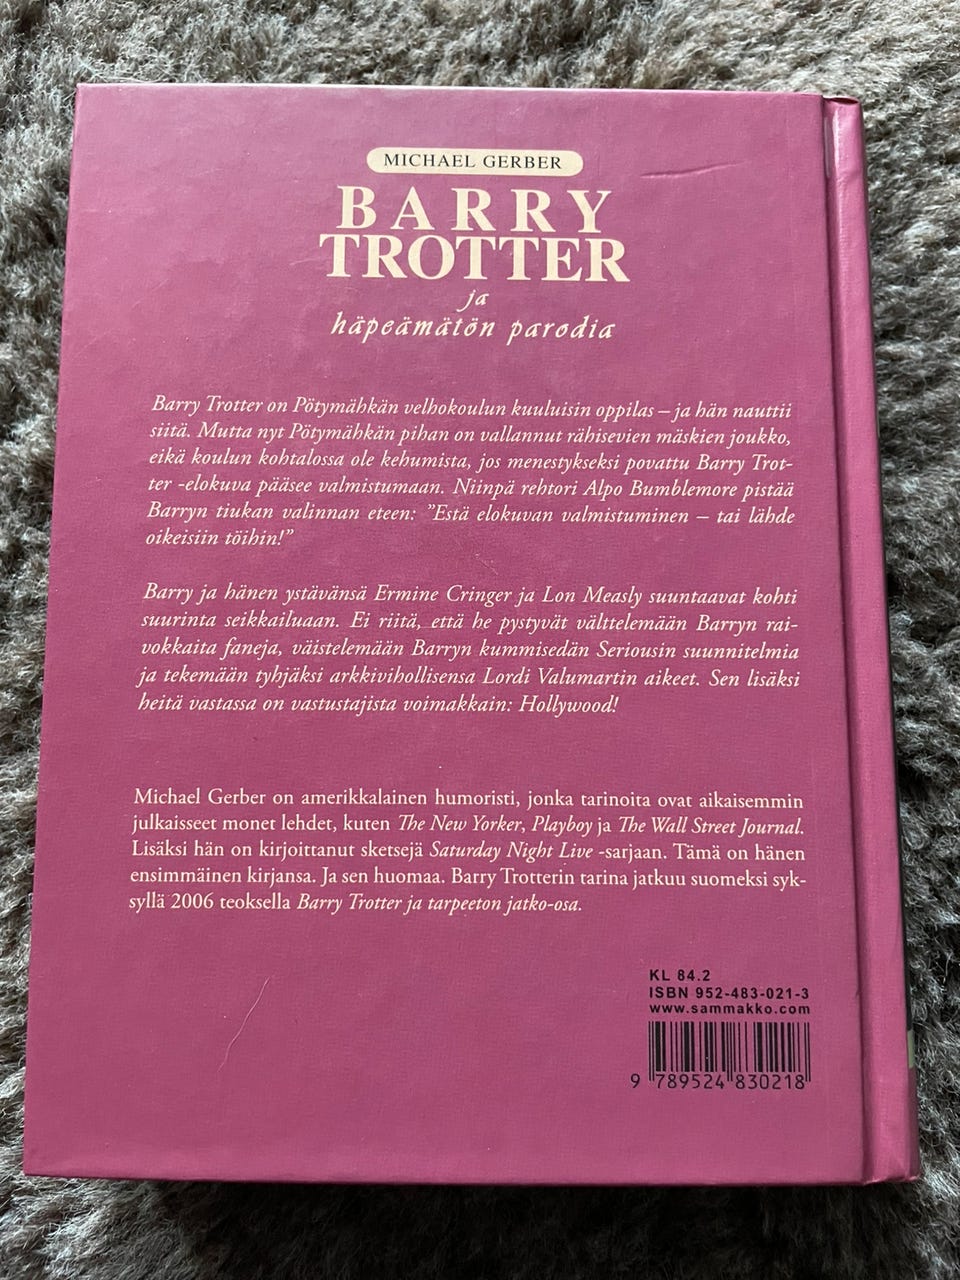 MICHAEL GERBER
BARRY
TROTTER
ja
häpeämätön parodia
Barry Trotter on Pötymähkän velhokoulun kuuluisin oppilas – ja hän nauttii
siitä. Mutta nyt Pötymähkän pihan on vallannut rähisevien mäskien joukko,
eikä koulun kohtalossa ole kehumista, jos menestykseksi povattu Barry Trot-
ter -elokuva pääsee valmistumaan. Niinpä rehtori Alpo Bumblemore pistää
Barryn tiukan valinnan eteen: ”Estä elokuvan valmistuminen – tai lähde
oikeisiin töihin!”
Barry ja hänen ystävänsä Ermine Cringer ja Lon Measly suuntaavat kohti
suurinta seikkailuaan. Ei riitä, että he pystyvät välttelemään Barryn rai-
vokkaita faneja, väistelemään Barryn kummisedän Seriousin suunnitelmia
ja tekemään tyhjäksi arkkivihollisensa Lordi Valumartin aikeet. Sen lisäksi
heitä vastassa on vastustajista voimakkain: Hollywood!
Michael Gerber on amerikkalainen humoristi, jonka tarinoita ovat aikaisemmin
julkaisseet monet lehdet, kuten The New Yorker, Playboy ja The Wall Street Journal.
Lisäksi hän on kirjoittanut sketsejä Saturday Night Live -sarjaan. Tämä on hänen
ensimmäinen kirjansa. Ja sen huomaa. Barry Trotterin tarina jatkuu suomeksi syk-
syllä 2006 teoksella Barry Trotter ja tarpeeton jatko-osa.
KL 84.2
ISBN 952-483-021-3
www.sammakko.com
9 789524 830218